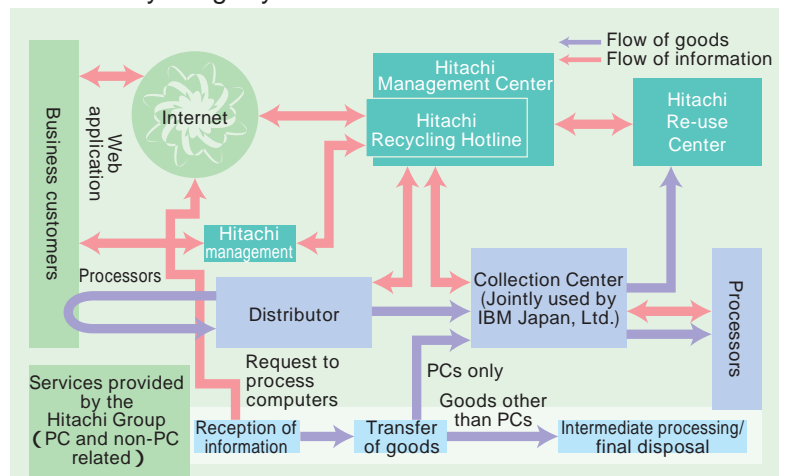 Flow of goods
Flow of information
Hitachi
Management Center
Hitachi
Recycling Hotline
Hitachi
Re-use
Center
Internet
Business customers
Web
application
Hitachi
management
Processors
Distributor
Collection Center
(Jointly used by
IBM Japan, Ltd.)
Processors
Request to
process
computers
PCs only
Goods other
than PCs
Services provided
by the
Hitachi Group
(PC and non-PC
related)
Reception of
information
Transfer
of goods
Intermediate processing/
final disposal